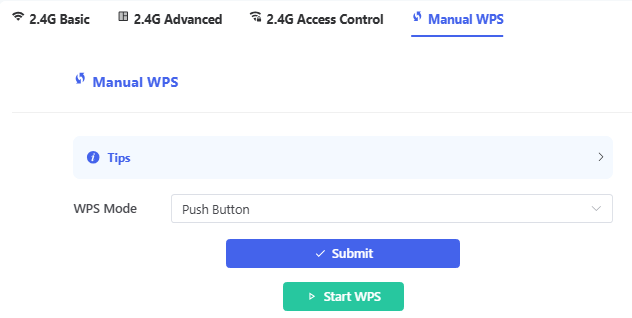 2.4G Basic 2.4G Advanced 2.4G Access Control Manual WPS
Manual WPS
Tips
WPS Mode Push Button
Submit
Start WPS